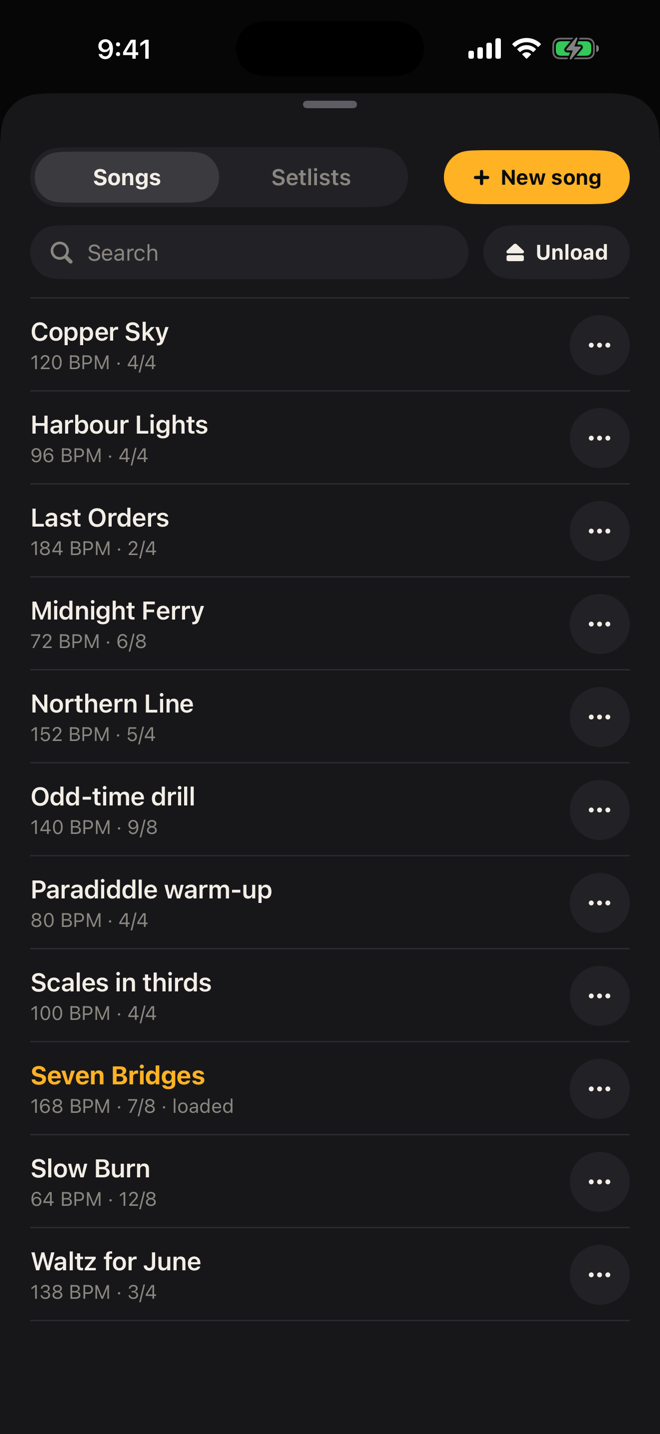 9:41
Songs
Setlists
+ New song
Search
Unload
Copper Sky
120 BPM · 4/4
Harbour Lights
96 BPM · 4/4
Last Orders
184 BPM · 2/4
Midnight Ferry
72 BPM · 6/8
Northern Line
152 BPM · 5/4
Odd-time drill
140 BPM · 9/8
Paradiddle warm-up
80 BPM · 4/4
Scales in thirds
100 BPM · 4/4
Seven Bridges
168 BPM · 7/8 · loaded
Slow Burn
64 BPM · 12/8
Waltz for June
138 BPM · 3/4